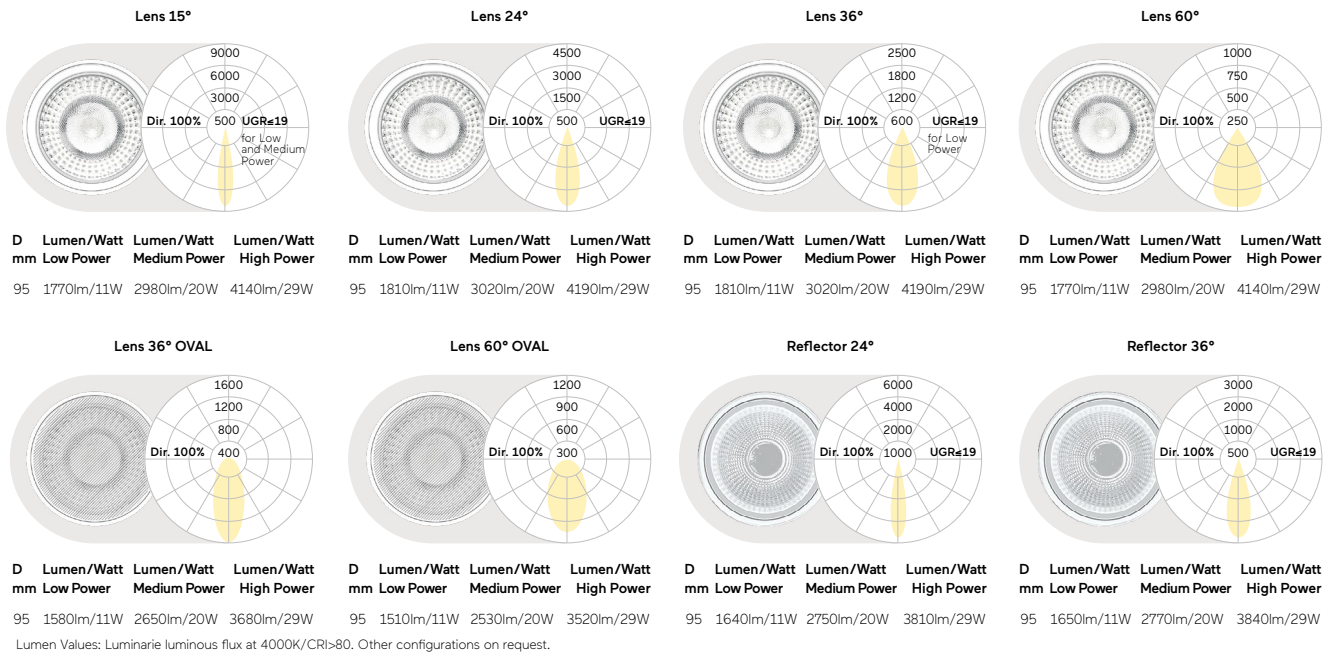 Lens 15°
9000
6000
3000
500
Dir. 100%
UGR≤19
for Low
and Medium
Power
D Lumen/Watt Lumen/Watt Lumen/Watt
mm Low Power Medium Power High Power
95 1770lm/11W 2980lm/20W 4140lm/29W
Lens 24°
4500
3000
1500
500
Dir. 100%
UGR≤19
D Lumen/Watt Lumen/Watt Lumen/Watt
mm Low Power Medium Power High Power
95 1810lm/11W 3020lm/20W 4190lm/29W
Lens 36°
2500
1800
1200
600
Dir. 100%
UGR≤19
for Low
Power
D Lumen/Watt Lumen/Watt Lumen/Watt
mm Low Power Medium Power High Power
95 1810lm/11W 3020lm/20W 4190lm/29W
Lens 60°
1000
750
500
250
Dir. 100%
UGR≤19
D Lumen/Watt Lumen/Watt Lumen/Watt
mm Low Power Medium Power High Power
95 1770lm/11W 2980lm/20W 4140lm/29W
Lens 36° OVAL
1600
1200
800
400
Dir. 100%
D Lumen/Watt Lumen/Watt Lumen/Watt
mm Low Power Medium Power High Power
95 1580lm/11W 2650lm/20W 3680lm/29W
Lens 60° OVAL
1200
900
600
300
Dir. 100%
D Lumen/Watt Lumen/Watt Lumen/Watt
mm Low Power Medium Power High Power
95 1510lm/11W 2530lm/20W 3520lm/29W
Reflector 24°
6000
4000
2000
1000
Dir. 100%
UGR≤19
D Lumen/Watt Lumen/Watt Lumen/Watt
mm Low Power Medium Power High Power
95 1640lm/11W 2750lm/20W 3810lm/29W
Reflector 36°
3000
2000
1000
500
Dir. 100%
UGR≤19
D Lumen/Watt Lumen/Watt Lumen/Watt
mm Low Power Medium Power High Power
95 1650lm/11W 2770lm/20W 3840lm/29W
Lumen Values: Luminarie luminous flux at 4000K/CRI>80. Other configurations on request.